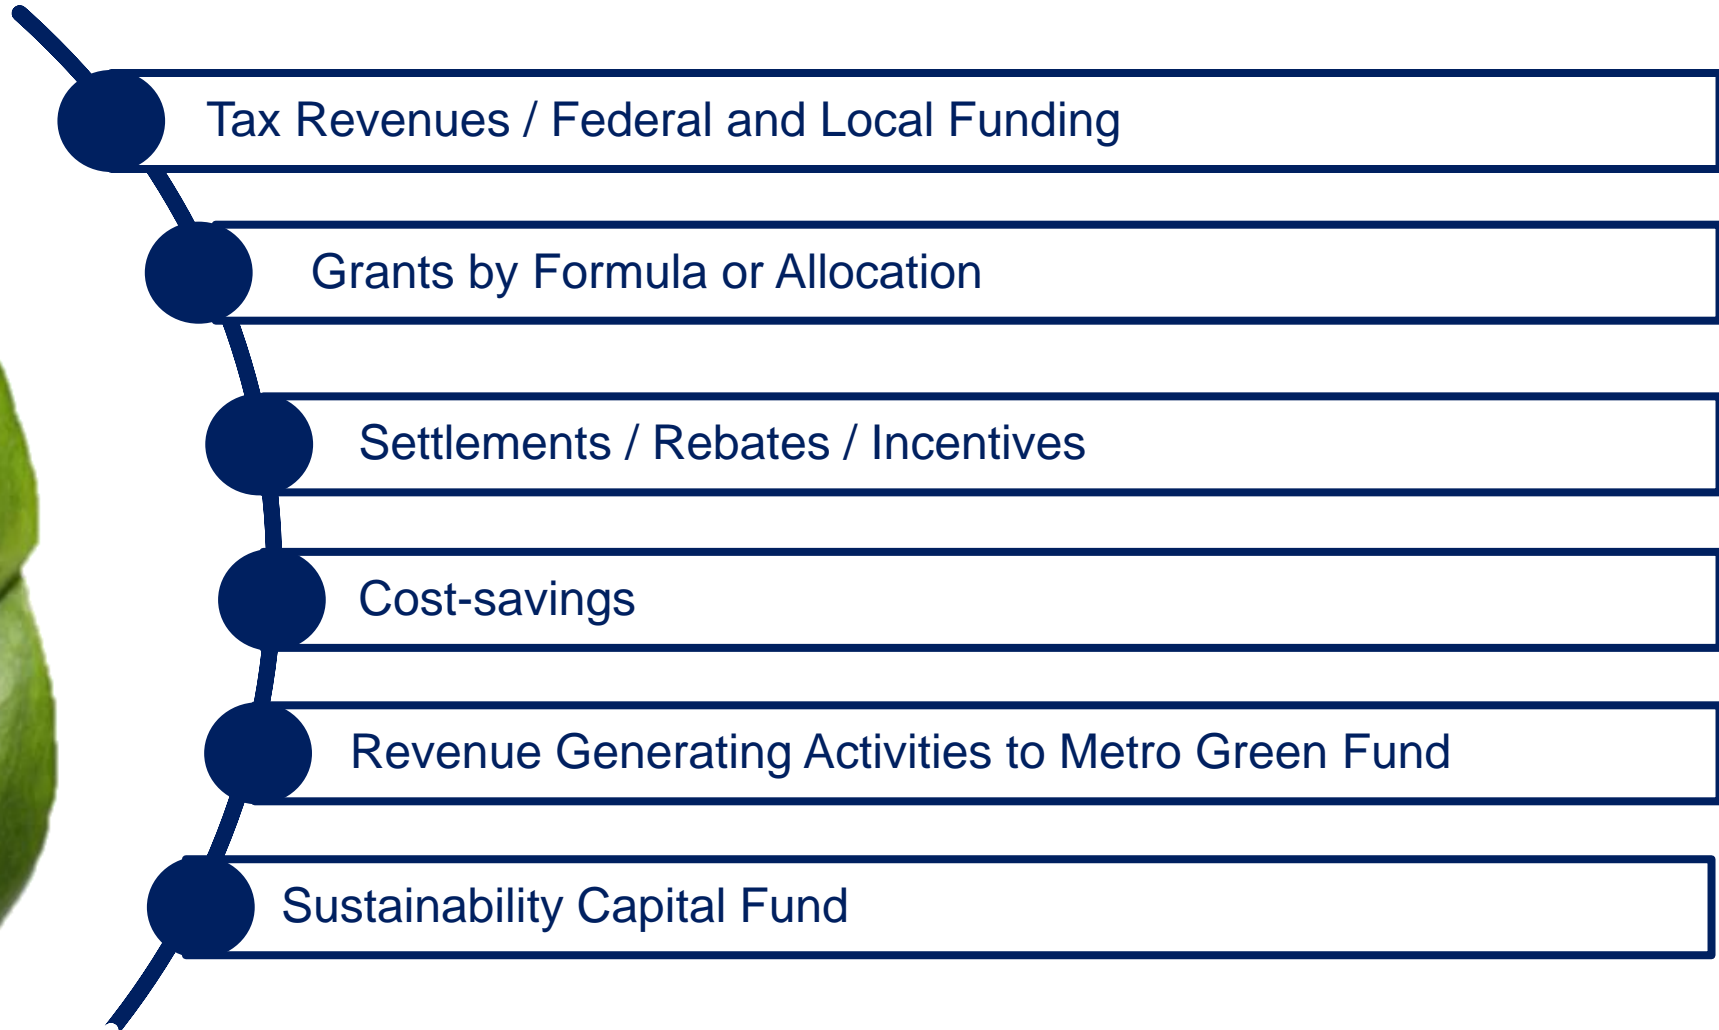 Tax Revenues / Federal and Local Funding
Grants by Formula or Allocation
Settlements / Rebates / Incentives
Cost-savings
Revenue Generating Activities to Metro Green Fund
Sustainability Capital Fund